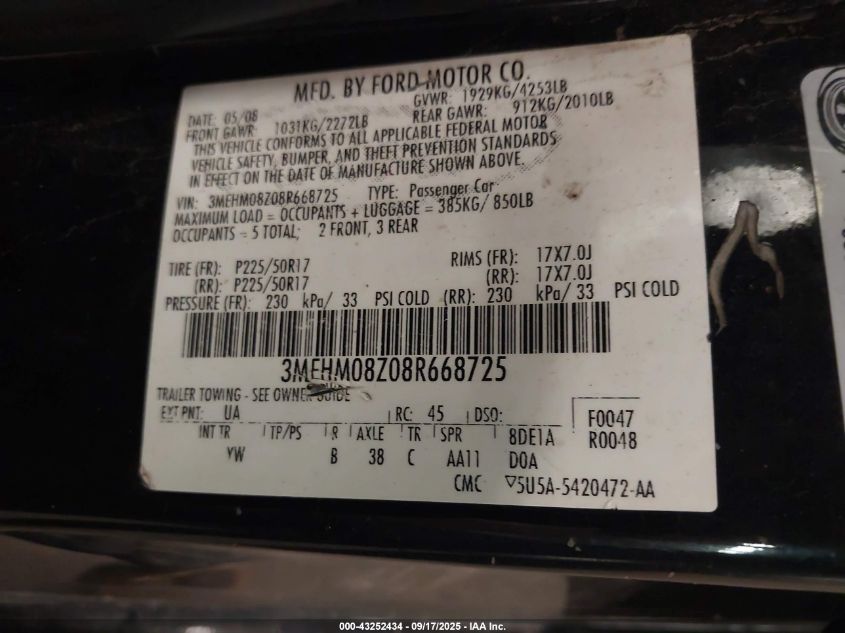 MFD. BY FORD MOTOR CO.
DATE: 05/08 GVWR: 1929KG/4253LB
FRONT GAWR: 1031KG/2272LB REAR GAWR: 912KG/2010LB
THIS VEHICLE CONFORMS TO ALL APPLICABLE FEDERAL MOTOR
VEHICLE SAFETY, BUMPER, AND THEFT PREVENTION STANDARDS
IN EFFECT ON THE DATE OF MANUFACTURE SHOWN ABOVE.
VIN: 3MEHM08Z08R668725 TYPE: Passenger Car
MAXIMUM LOAD = OCCUPANTS + LUGGAGE = 385KG/ 850LB
OCCUPANTS = 5 TOTAL; 2 FRONT, 3 REAR
TIRE (FR): P225/50R17 RIMS (FR): 17X7.0J
(RR): P225/50R17 (RR): 17X7.0J
PRESSURE (FR): 230 kPa/ 33 PSI COLD (RR): 230 kPa/ 33 PSI COLD
3MEHM08Z08R668725
TRAILER TOWING - SEE OWNER GUIDE
EXT PNT: UA RC: 45 DSO: F0047
INT TR TP/PS R AXLE TR SPR 8DE1A R0048
YW B 38 C AA11 D0A
CMC ▽5U5A-5420472-AA
000-43252434 - 09/17/2025 - IAA Inc.